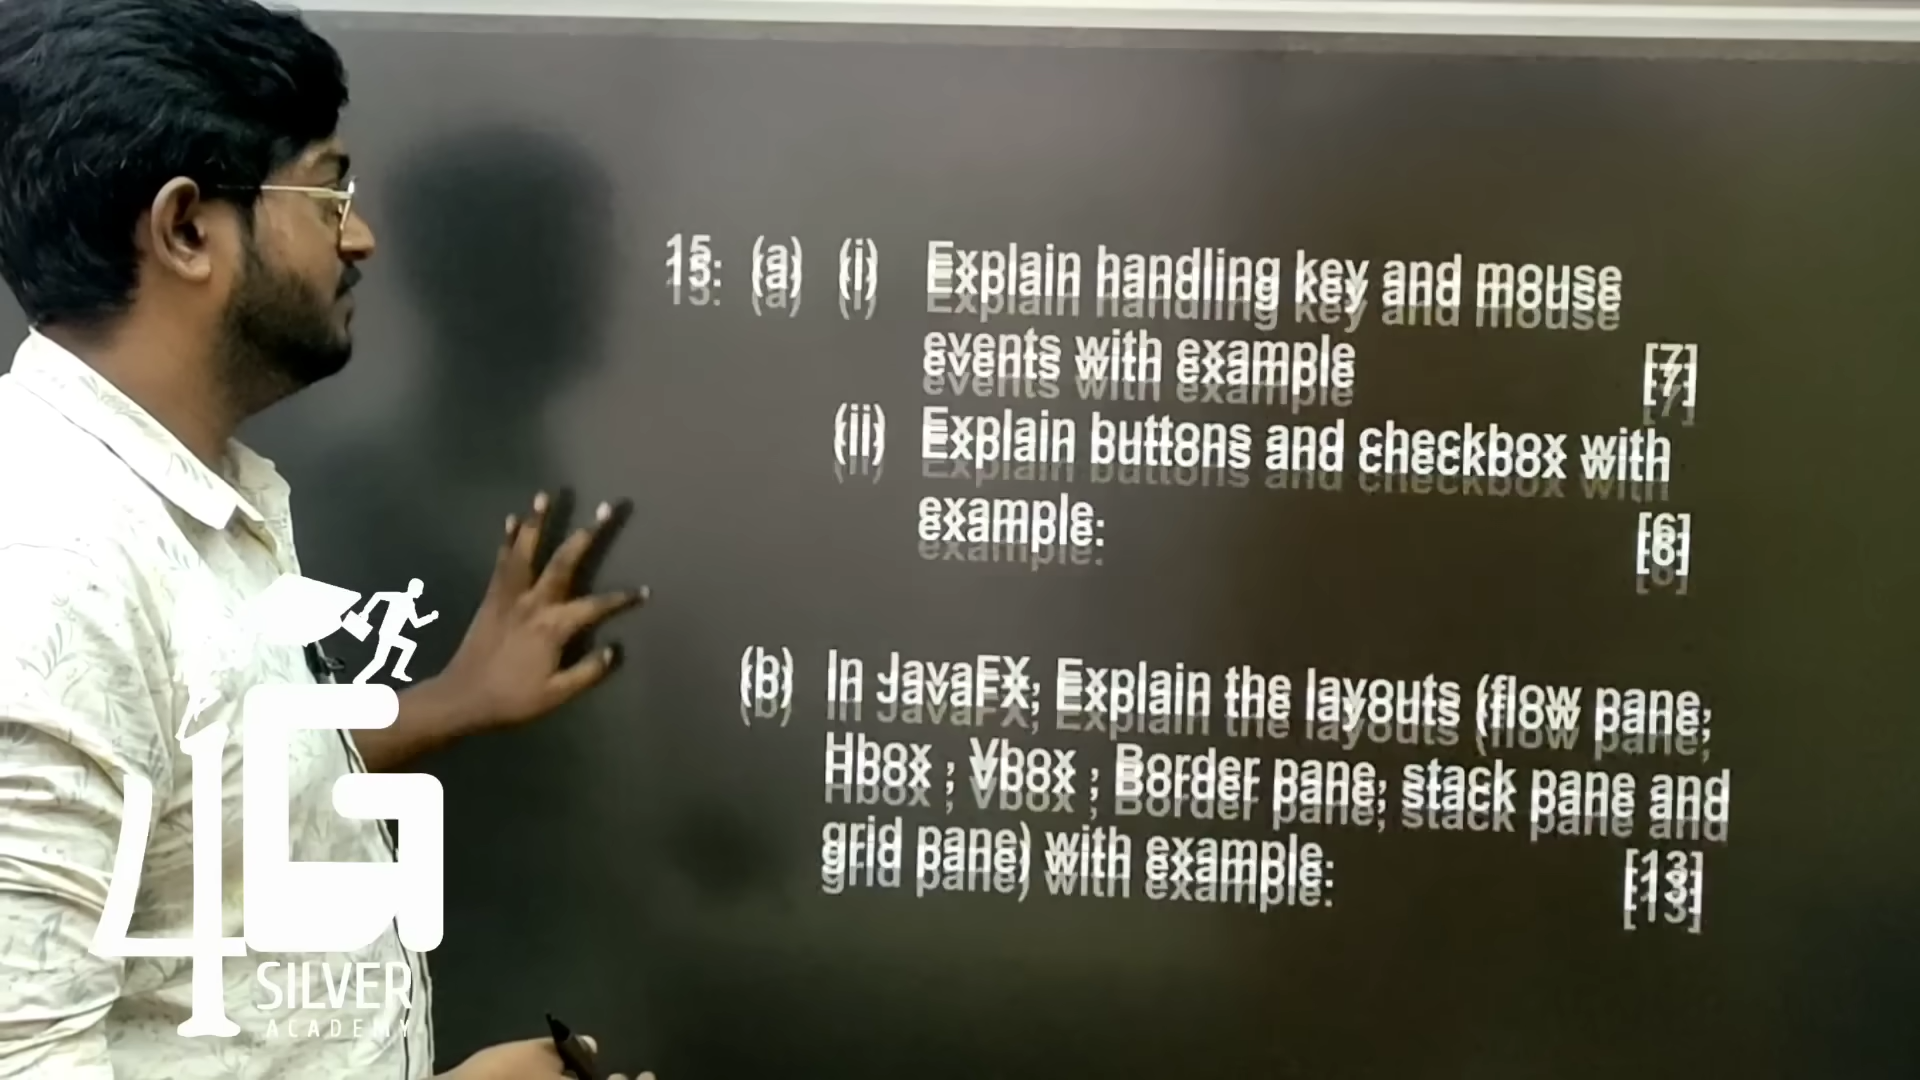 15. (a) (i) Explain handling key and mouse
events with example [7]
(ii) Explain buttons and checkbox with
example. [6]
(b) In JavaFX, Explain the layouts (flow pane,
Hbox , Vbox , Border pane, stack pane and
grid pane) with example. [13]
4G
SILVER
ACADEMY